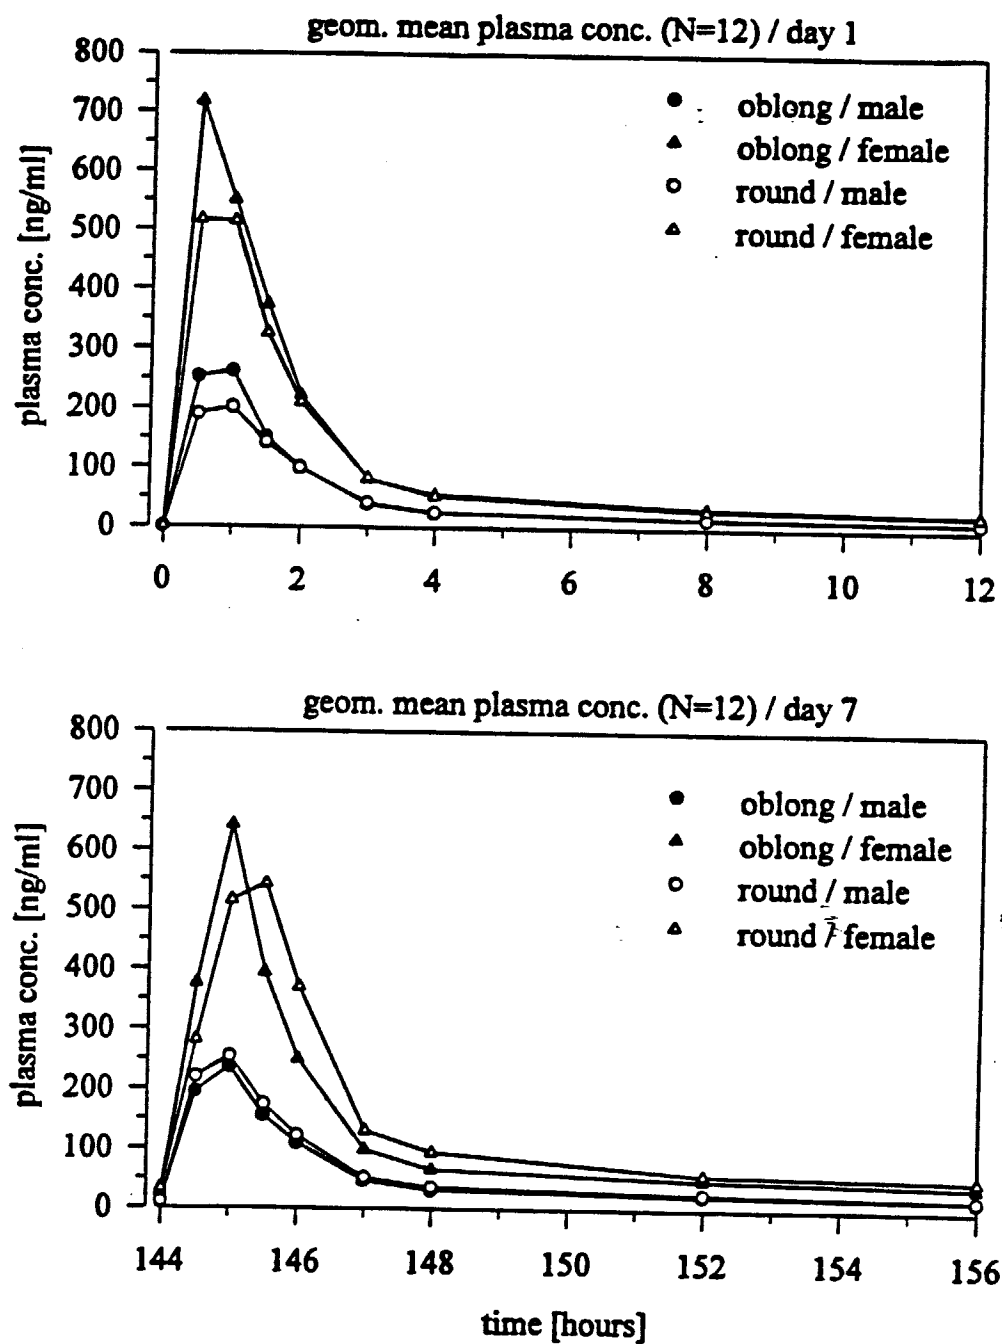 geom. mean plasma conc. (N=12) / day 1
800
700
600
500
400
300
200
100
0
plasma conc. [ng/ml]
oblong / male
oblong / female
round / male
round / female
0 2 4 6 8 10 12
geom. mean plasma conc. (N=12) / day 7
800
700
600
500
400
300
200
100
0
plasma conc. [ng/ml]
oblong / male
oblong / female
round / male
round / female
144 146 148 150 152 154 156
time [hours]